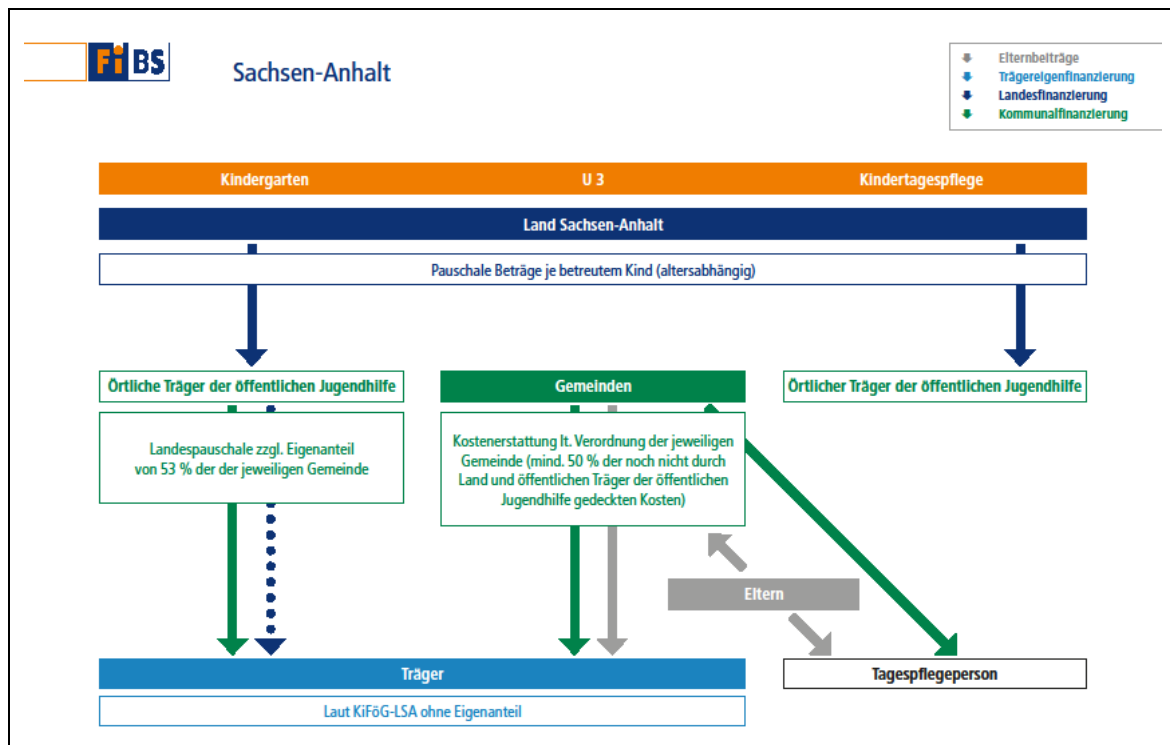 FiBS
Sachsen-Anhalt
Elternbeiträge
Trägereigenfinanzierung
Landesfinanzierung
Kommunalfinanzierung
Kindergarten
U 3
Kindertagespflege
Land Sachsen-Anhalt
Pauschale Beträge je betreutem Kind (altersabhängig)
Örtliche Träger der öffentlichen Jugendhilfe
Gemeinden
Örtlicher Träger der öffentlichen Jugendhilfe
Landespauschale zzgl. Eigenanteil
von 53 % der der jeweiligen Gemeinde
Kostenerstattung lt. Verordnung der jeweiligen
Gemeinde (mind. 50 % der noch nicht durch
Land und öffentlichen Träger der öffentlichen
Jugendhilfe gedeckten Kosten)
Eltern
Träger
Tagespflegeperson
Laut KiFöG-LSA ohne Eigenanteil